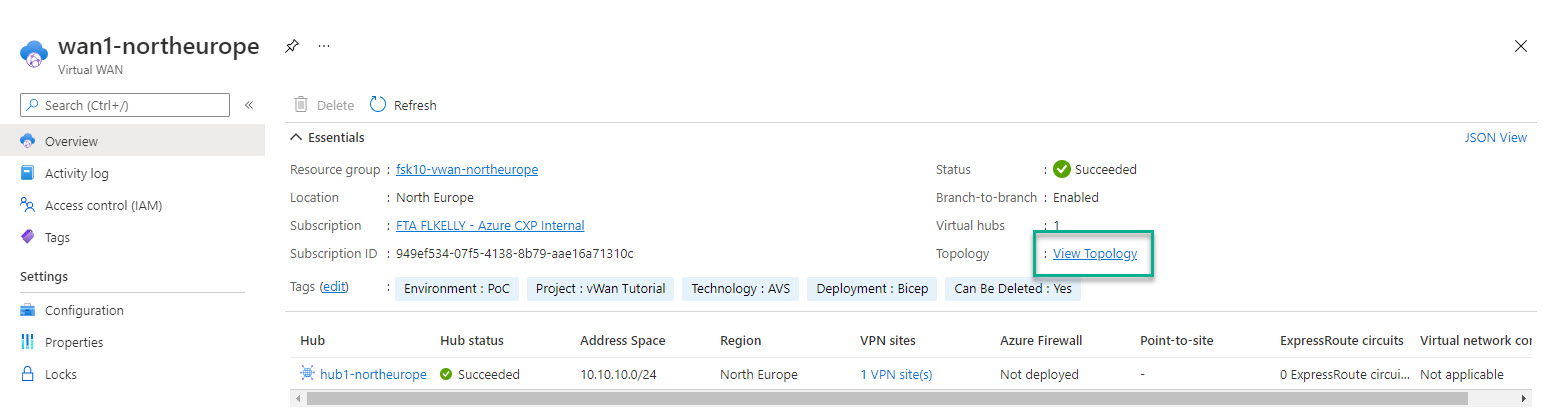 wan1-northeurope
...
Virtual WAN
Search (Ctrl+/)
«
Overview
Activity log
Access control (IAM)
Tags
Settings
Configuration
Properties
Locks
Delete
Refresh
Essentials
JSON View
Resource group : fsk10-vwan-northeurope
Location : North Europe
Subscription : FTA FLKELLY - Azure CXP Internal
Subscription ID : 949ef534-07f5-4138-8b79-aae16a71310c
Status : Succeeded
Branch-to-branch : Enabled
Virtual hubs : 1
Topology : View Topology
Tags (edit) : Environment : PoC Project : vWan Tutorial Technology : AVS Deployment : Bicep Can Be Deleted : Yes
Hub Hub status Address Space Region VPN sites Azure Firewall Point-to-site ExpressRoute circuits Virtual network cor
hub1-northeurope Succeeded 10.10.10.0/24 North Europe 1 VPN site(s) Not deployed - 0 ExpressRoute circui... Not applicable